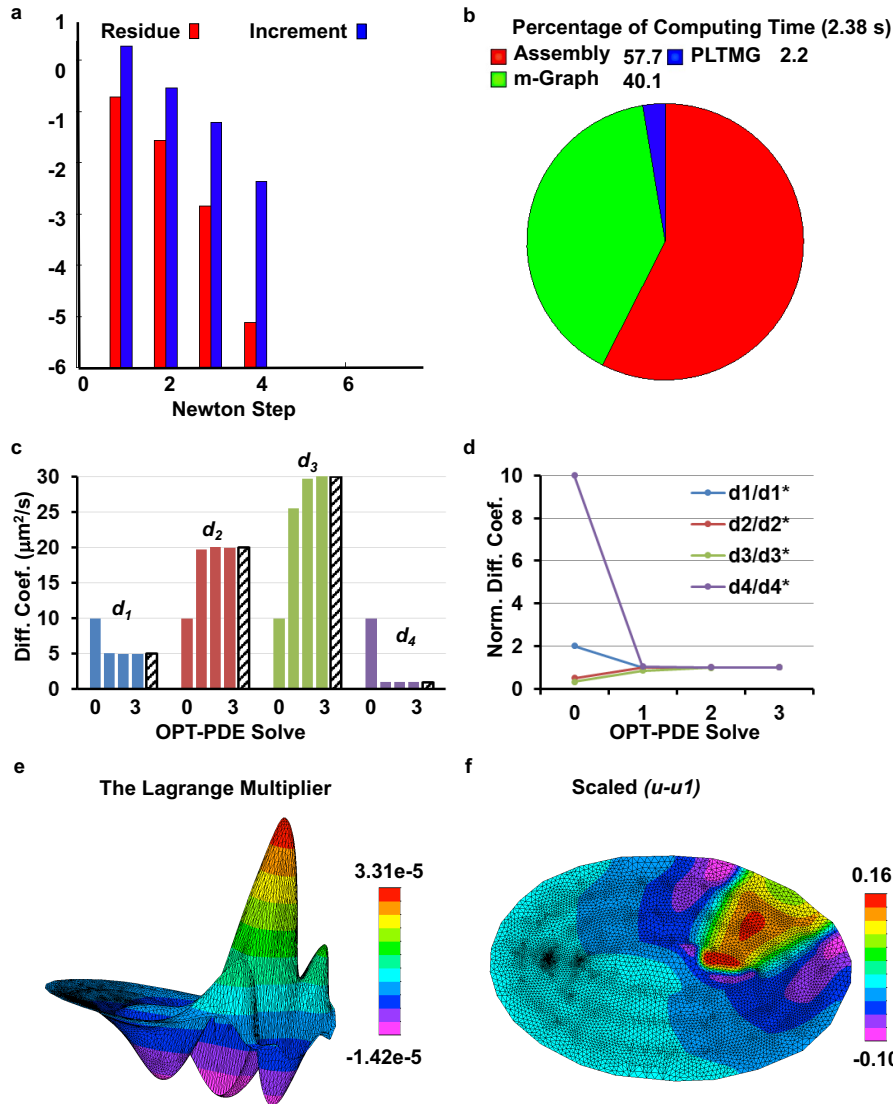 a
1
0
-1
-2
-3
-4
-5
-6
Residue
Increment
0 2 4 6
Newton Step
b
Percentage of Computing Time (2.38 s)
Assembly 57.7 PLTMG 2.2
m-Graph 40.1
c
Diff. Coef. (μm²/s)
30
20
10
5
0
d1
d2
d3
d4
0 3 0 3 0 3 0 3
OPT-PDE Solve
d
Norm. Diff. Coef.
10
8
6
4
2
0
d1/d1*
d2/d2*
d3/d3*
d4/d4*
0 1 2 3
OPT-PDE Solve
e
The Lagrange Multiplier
3.31e-5
-1.42e-5
f
Scaled (u-u1)
0.16
-0.10